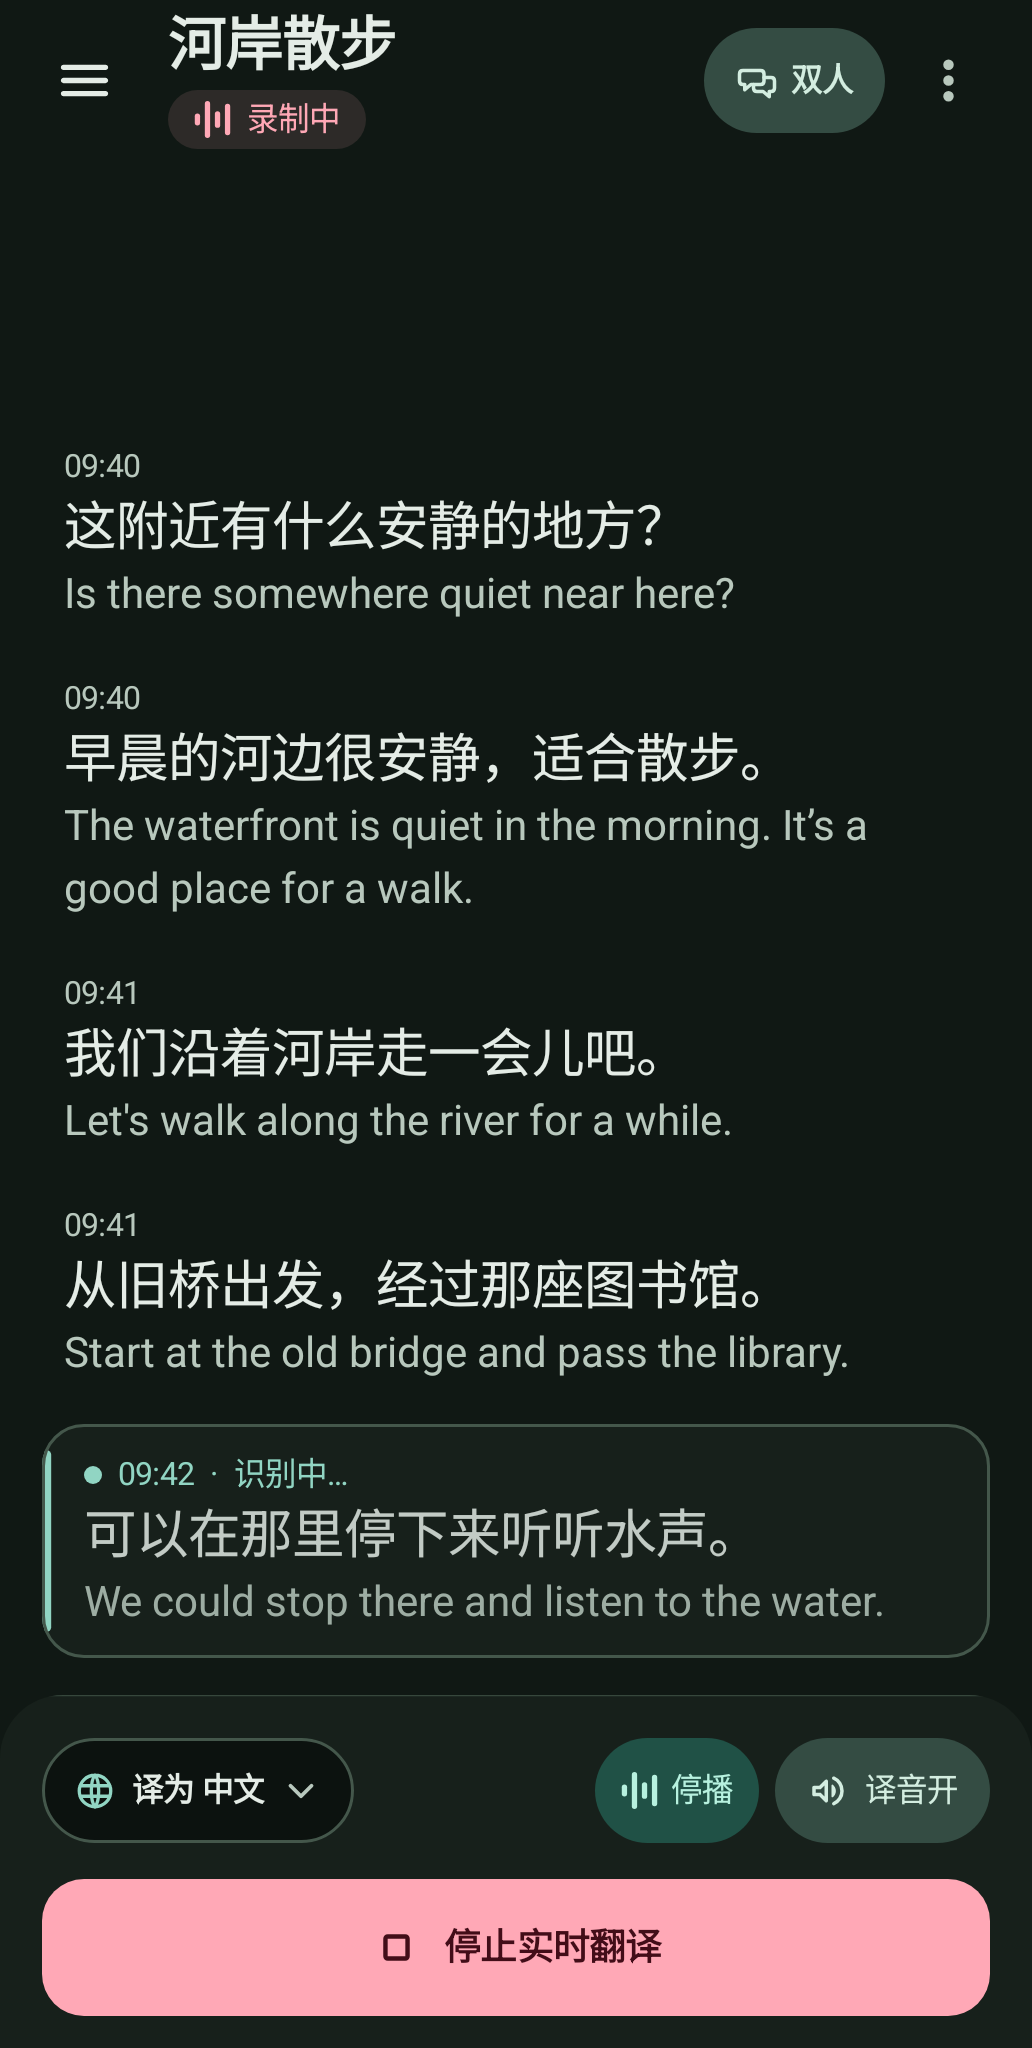 河岸散步
录制中
双人
09:40
这附近有什么安静的地方？
Is there somewhere quiet near here?
09:40
早晨的河边很安静，适合散步。
The waterfront is quiet in the morning. It’s a
good place for a walk.
09:41
我们沿着河岸走一会儿吧。
Let's walk along the river for a while.
09:41
从旧桥出发，经过那座图书馆。
Start at the old bridge and pass the library.
09:42 · 识别中…
可以在那里停下来听听水声。
We could stop there and listen to the water.
译为 中文
停播
译音开
停止实时翻译